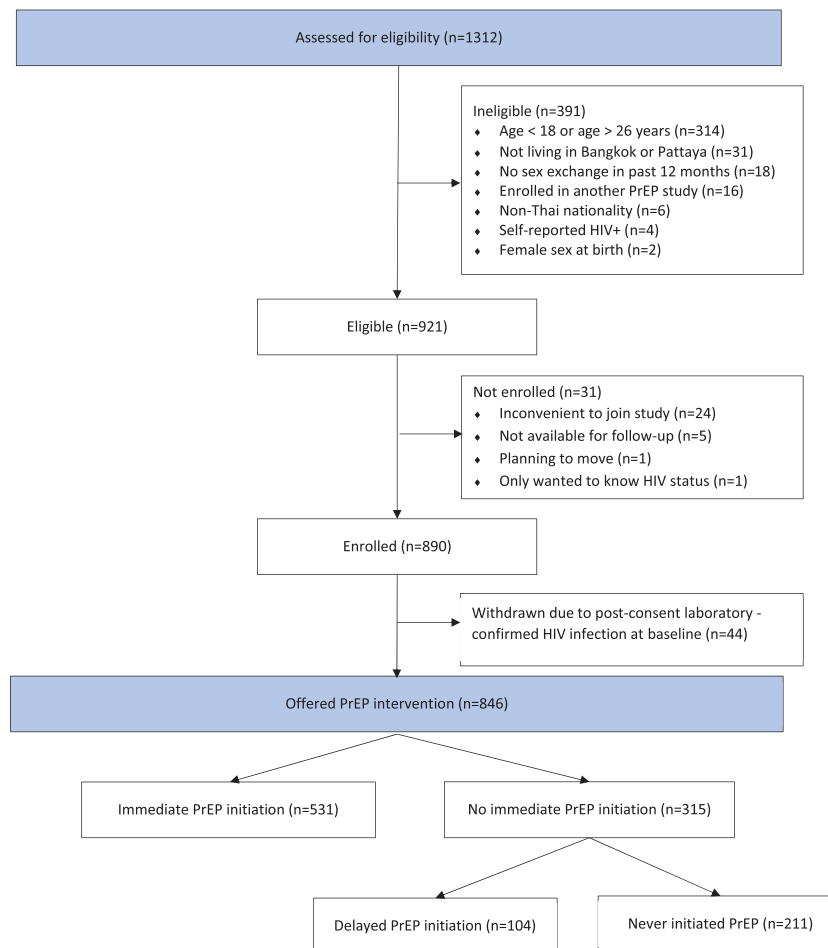 Assessed for eligibility (n=1312)
Ineligible (n=391)
♦ Age < 18 or age > 26 years (n=314)
♦ Not living in Bangkok or Pattaya (n=31)
♦ No sex exchange in past 12 months (n=18)
♦ Enrolled in another PrEP study (n=16)
♦ Non-Thai nationality (n=6)
♦ Self-reported HIV+ (n=4)
♦ Female sex at birth (n=2)
Eligible (n=921)
Not enrolled (n=31)
♦ Inconvenient to join study (n=24)
♦ Not available for follow-up (n=5)
♦ Planning to move (n=1)
♦ Only wanted to know HIV status (n=1)
Enrolled (n=890)
Withdrawn due to post-consent laboratory -
confirmed HIV infection at baseline (n=44)
Offered PrEP intervention (n=846)
Immediate PrEP initiation (n=531)
No immediate PrEP initiation (n=315)
Delayed PrEP initiation (n=104)
Never initiated PrEP (n=211)